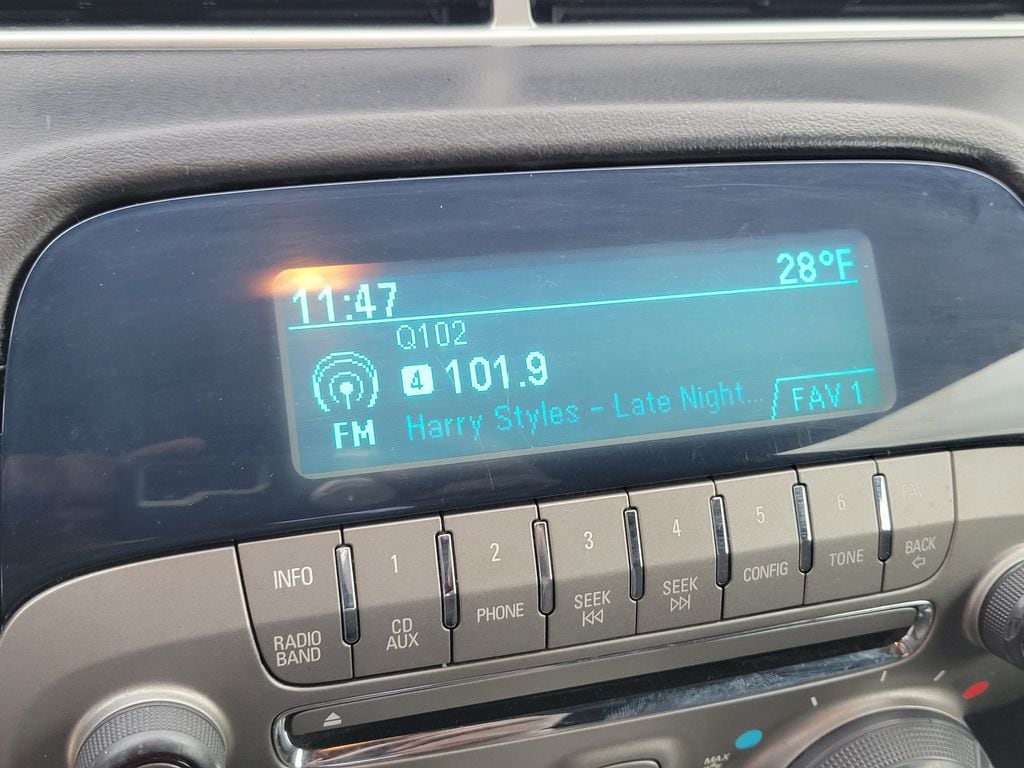 11:47
28°F
Q102
4 101.9
FM
Harry Styles - Late Night...
FAV 1
INFO
RADIO
BAND
1
CD
AUX
2
PHONE
3
SEEK
4
SEEK
5
CONFIG
6
TONE
FAV
BACK
MAX